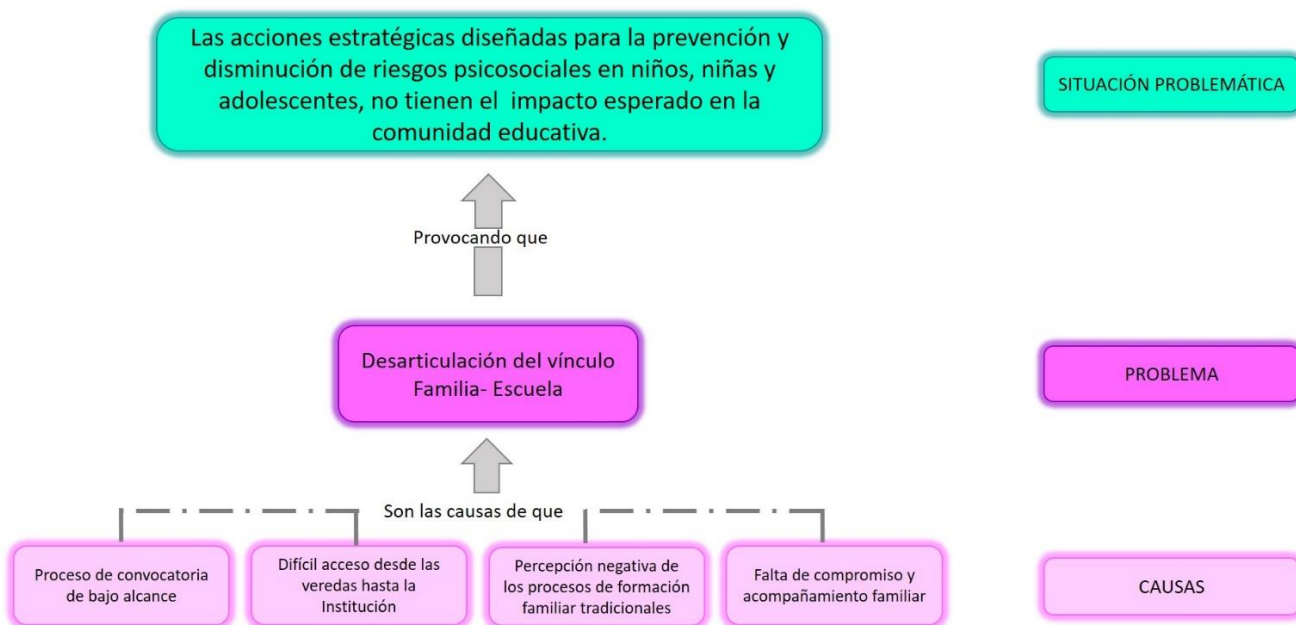 Las acciones estratégicas diseñadas para la prevención y
disminución de riesgos psicosociales en niños, niñas y
adolescentes, no tienen el impacto esperado en la
comunidad educativa.
SITUACIÓN PROBLEMÁTICA
Provocando que
Desarticulación del vínculo
Familia- Escuela
PROBLEMA
Son las causas de que
Proceso de convocatoria
de bajo alcance
Difícil acceso desde las
veredas hasta la
Institución
Percepción negativa de
los procesos de formación
familiar tradicionales
Falta de compromiso y
acompañamiento familiar
CAUSAS